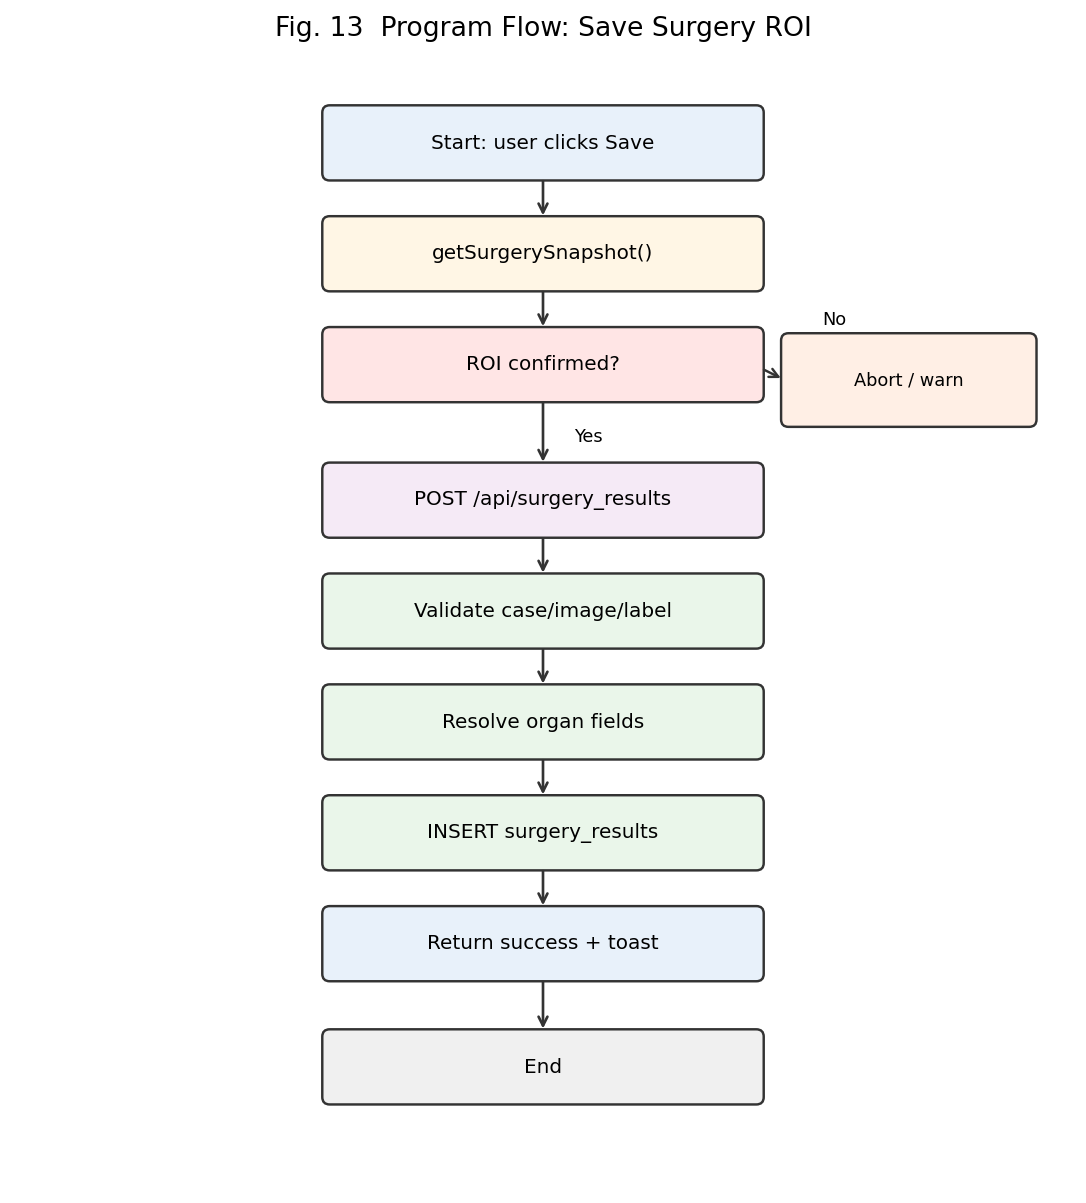 Fig. 13  Program Flow: Save Surgery ROI
Start: user clicks Save
getSurgerySnapshot()
No
ROI confirmed?
Abort / warn
Yes
POST /api/surgery_results
Validate case/image/label
Resolve organ fields
INSERT surgery_results
Return success + toast
End